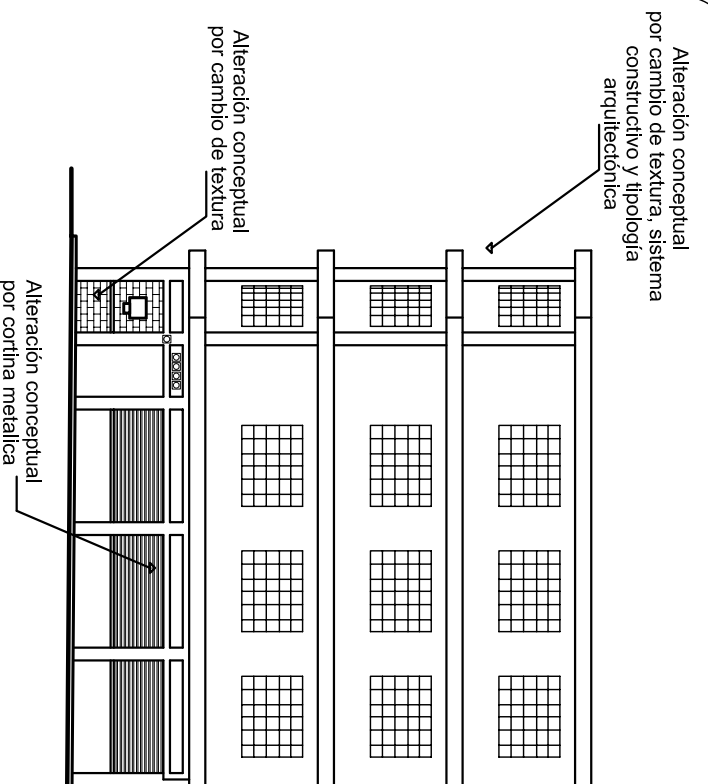 Alteración conceptual
por cambio de textura, sistema
constructivo y tipología
arquitectónica
Alteración conceptual
por cambio de textura
Alteración conceptual
por cortina metalica